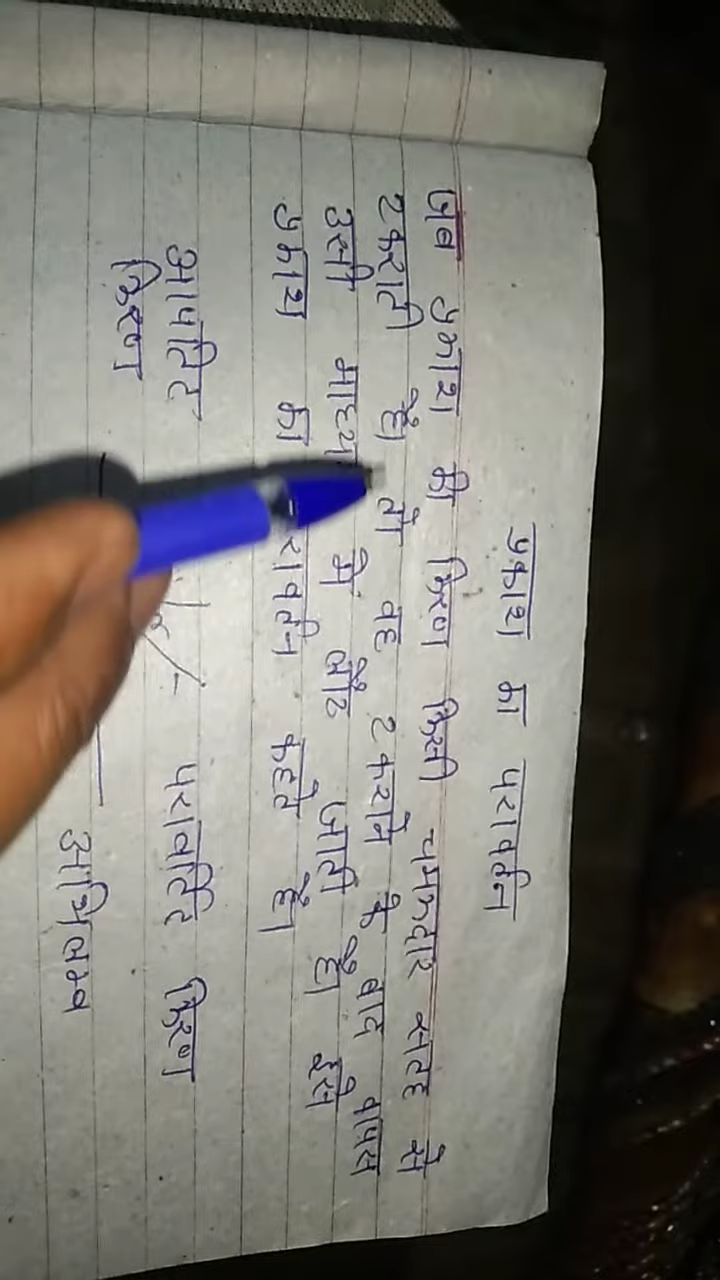 प्रकाश का परावर्तन
जब प्रकाश की किरण किसी चमकदार सतह से
टकराती है। तो वह टकराने के बाद वापस
उसी माध्य में लौट जाती है। इस
प्रकाश का रावर्तन कहते है।
आपतित परावर्तित किरण
किरण
अभिलम्ब